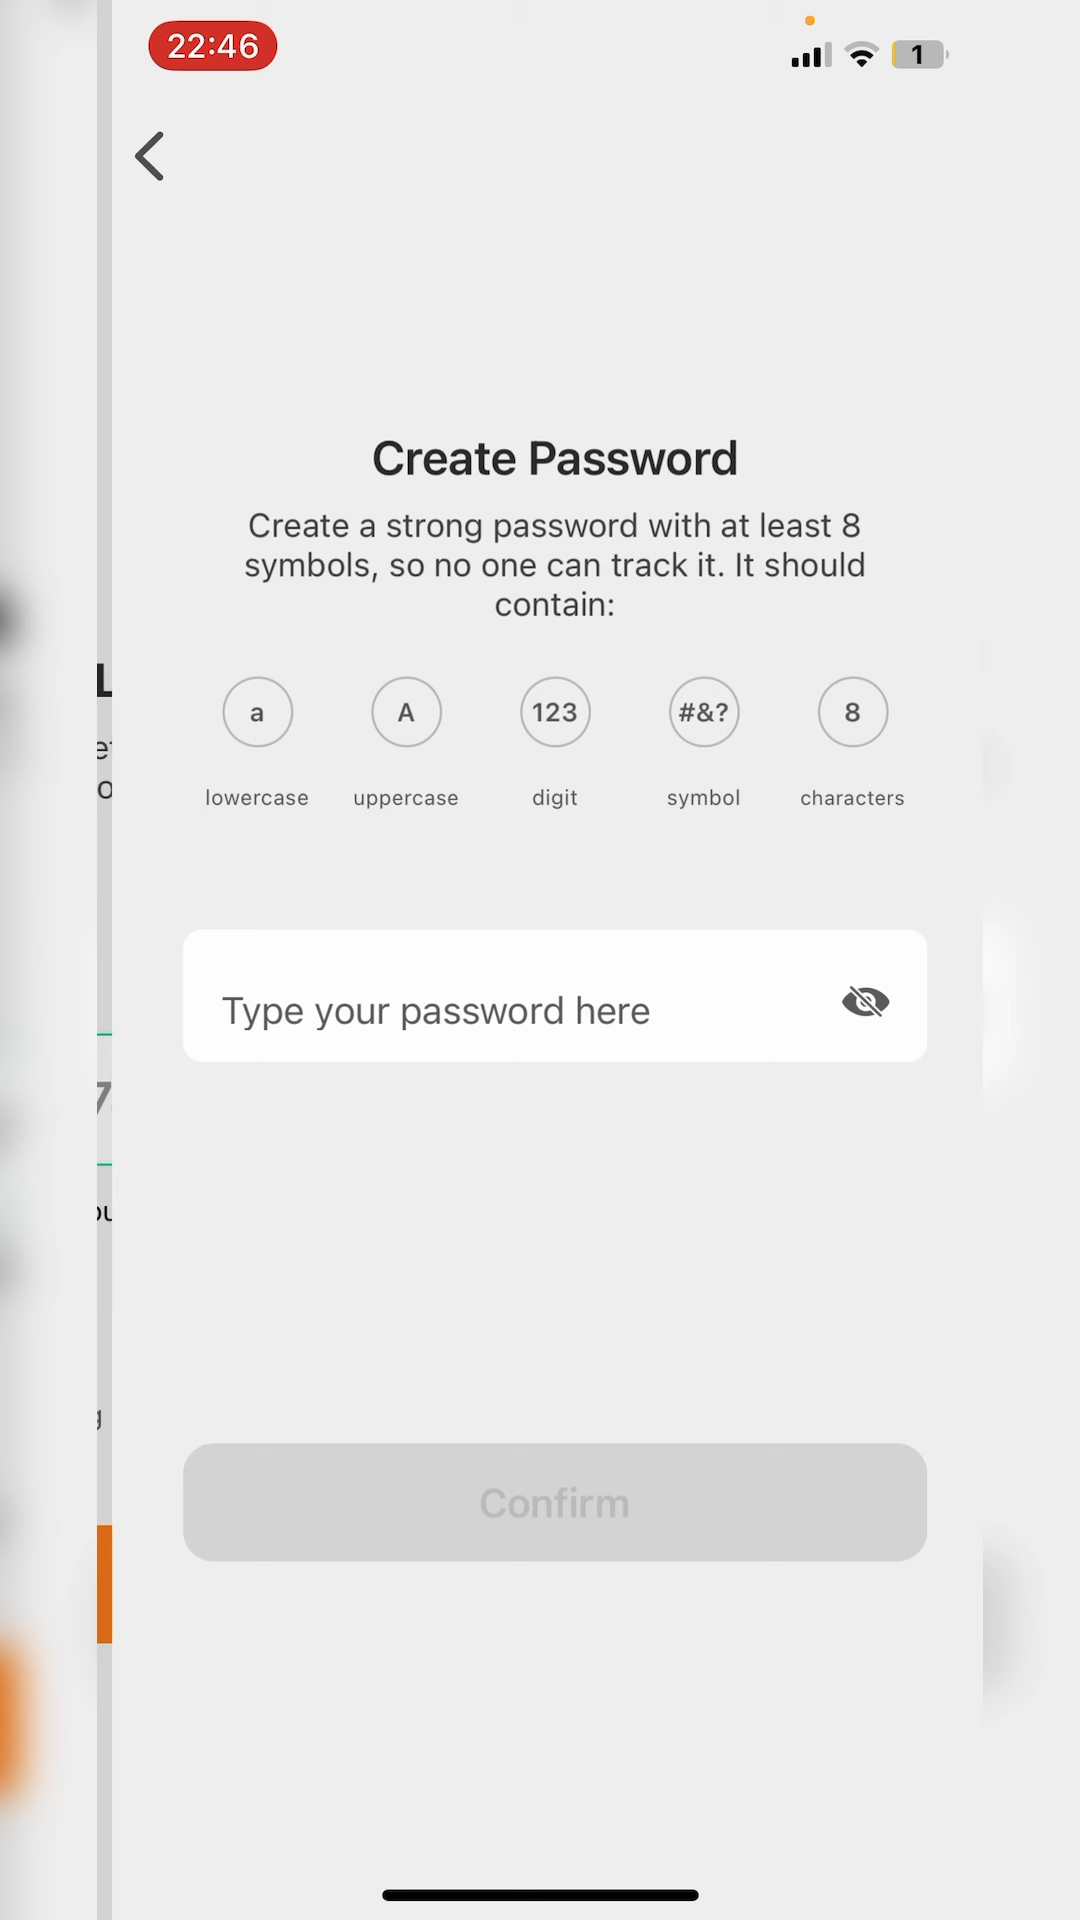 22:46
1
Create Password
Create a strong password with at least 8
symbols, so no one can track it. It should
contain:
a A 123 #&? 8
lowercase uppercase digit symbol characters
Type your password here
Confirm